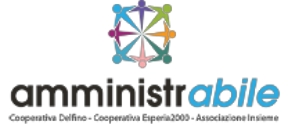 amministrabile
Cooperativa Delfino - Cooperativa Esperia2000 - Associazione Insieme